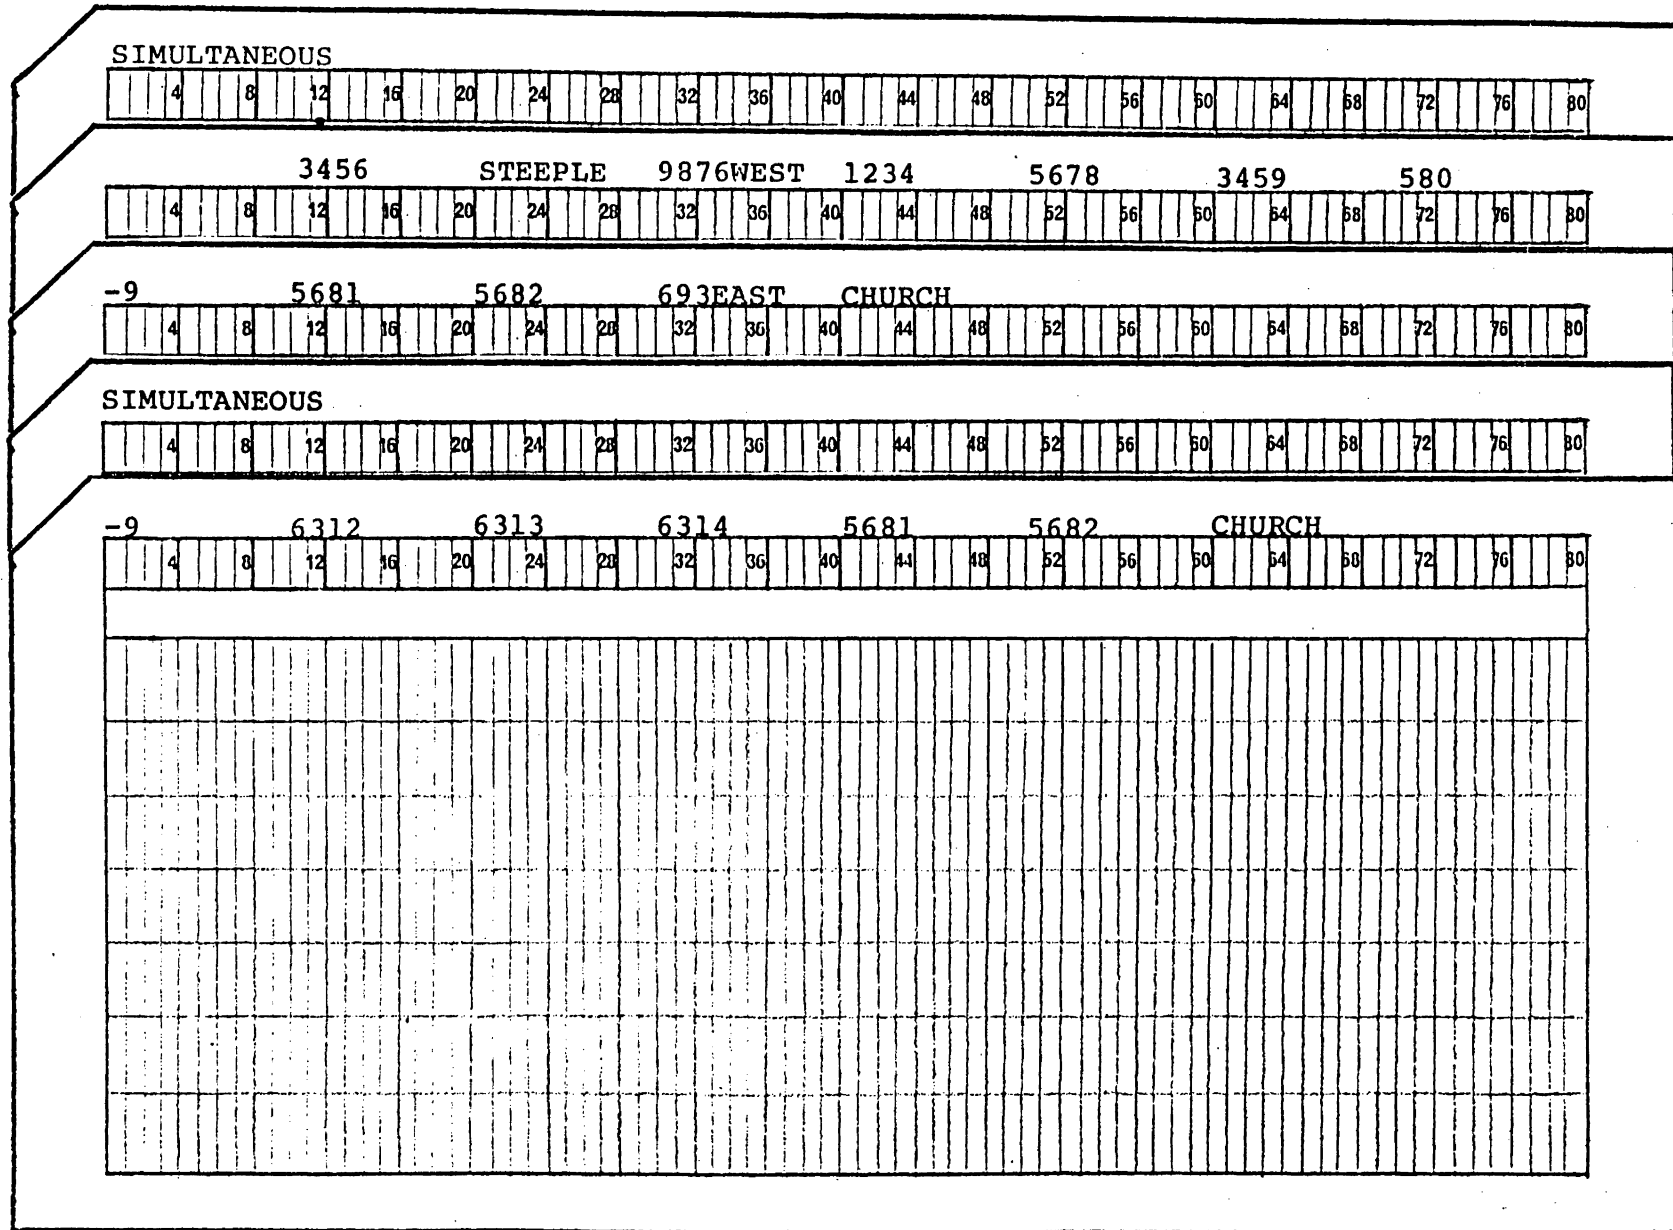 SIMULTANEOUS
4 8 12 16 20 24 28 32 36 40 44 48 52 56 60 64 68 72 76 80
3456 STEEPLE 9876WEST 1234 5678 3459 580
4 8 12 16 20 24 28 32 36 40 44 48 52 56 60 64 68 72 76 80
-9 5681 5682 693EAST CHURCH
4 8 12 16 20 24 28 32 36 40 44 48 52 56 60 64 68 72 76 80
SIMULTANEOUS
4 8 12 16 20 24 28 32 36 40 44 48 52 56 60 64 68 72 76 80
-9 6312 6313 6314 5681 5682 CHURCH
4 8 12 16 20 24 28 32 36 40 44 48 52 56 60 64 68 72 76 80